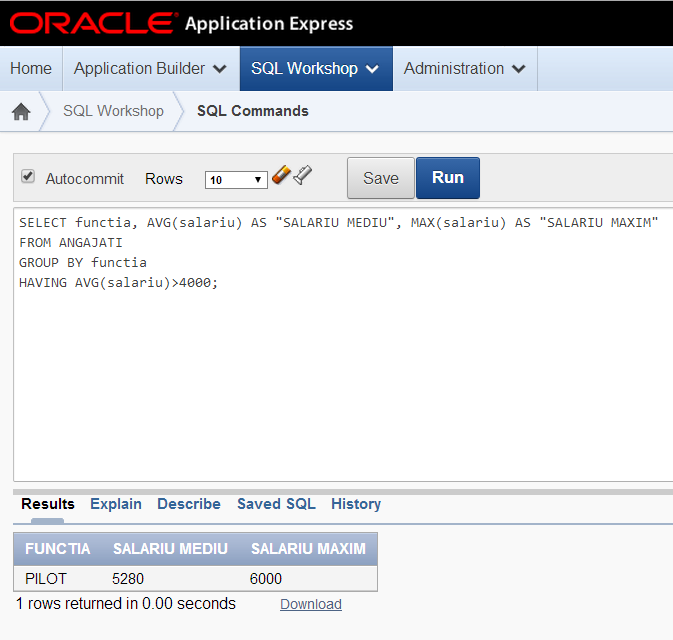 ORACLE® Application Express
Home Application Builder SQL Workshop Administration
SQL Workshop SQL Commands
Autocommit Rows 10 Save Run
SELECT functia, AVG(salariu) AS "SALARIU MEDIU", MAX(salariu) AS "SALARIU MAXIM"
FROM ANGAJATI
GROUP BY functia
HAVING AVG(salariu)>4000;
Results Explain Describe Saved SQL History
FUNCTIA SALARIU MEDIU SALARIU MAXIM
PILOT 5280 6000
1 rows returned in 0.00 seconds Download